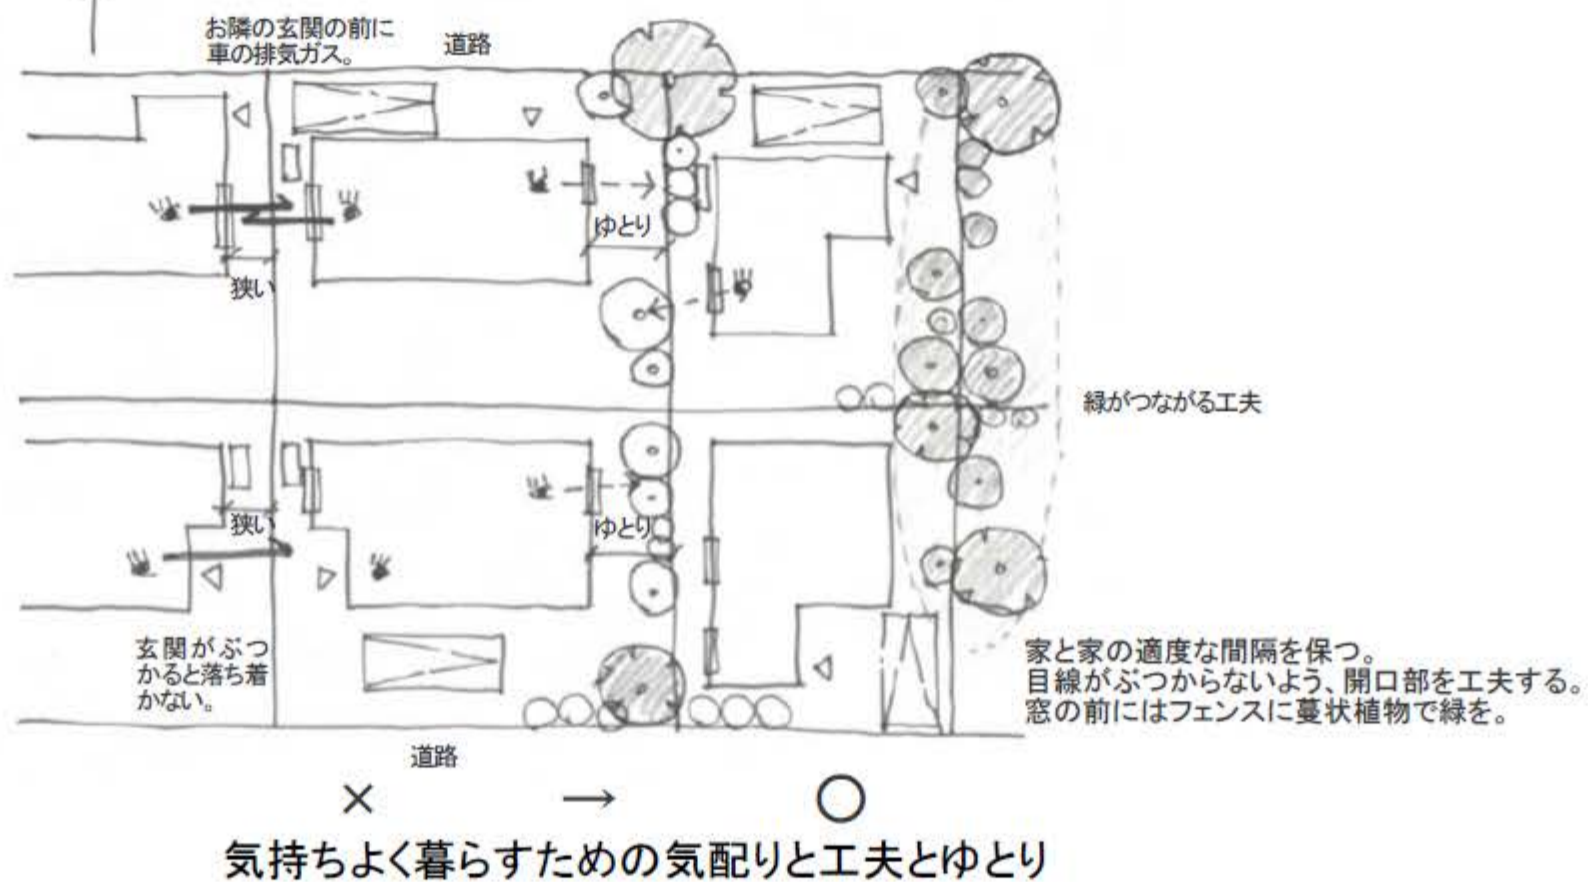 お隣の玄関の前に
車の排気ガス。
道路
ゆとり
狭い
緑がつながる工夫
狭い
ゆとり
玄関がぶつ
かると落ち着
かない。
家と家の適度な間隔を保つ。
目線がぶつからないよう、開口部を工夫する。
窓の前にはフェンスに蔓状植物で緑を。
道路
× → ○
気持ちよく暮らすための気配りと工夫とゆとり